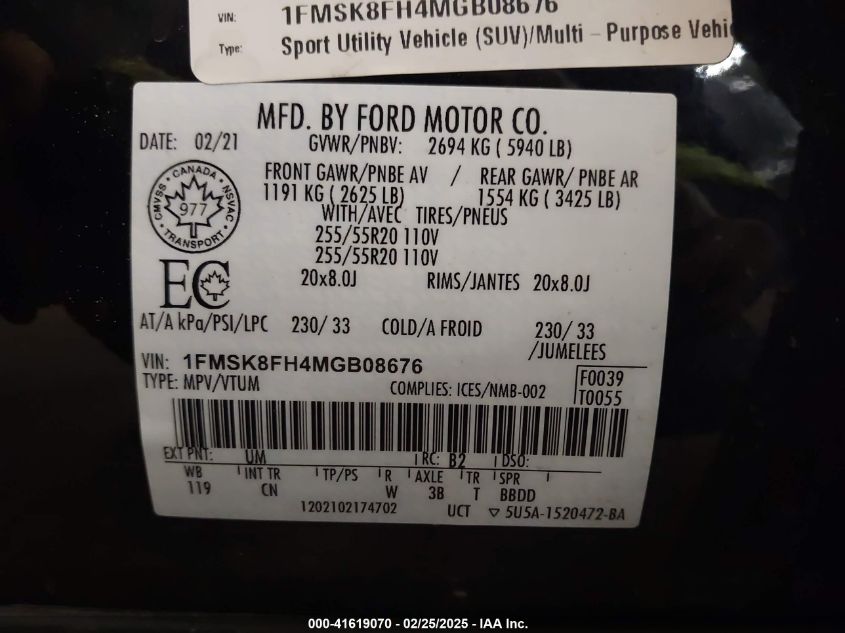 VIN: 1FMSK8FH4MGB08676
Type: Sport Utility Vehicle (SUV)/Multi - Purpose Vehi
MFD. BY FORD MOTOR CO.
DATE: 02/21 GVWR/PNBV: 2694 KG ( 5940 LB)
FRONT GAWR/PNBE AV / REAR GAWR/ PNBE AR
1191 KG ( 2625 LB) 1554 KG ( 3425 LB)
WITH/AVEC TIRES/PNEUS
255/55R20 110V
255/55R20 110V
20x8.0J RIMS/JANTES 20x8.0J
CMVSS • CANADA • NSVAC
977
TRANSPORT
EC
AT/A kPa/PSI/LPC 230/ 33 COLD/A FROID 230/ 33
/JUMELEES
VIN: 1FMSK8FH4MGB08676
TYPE: MPV/VTUM COMPLIES: ICES/NMB-002
F0039
T0055
EXT PNT: UM RC: B2 DSO:
WB INT TR TP/PS R AXLE TR SPR
119 CN W 3B T BBDD
1202102174702 UCT ▽ 5U5A-1520472-BA
000-41619070 - 02/25/2025 - IAA Inc.